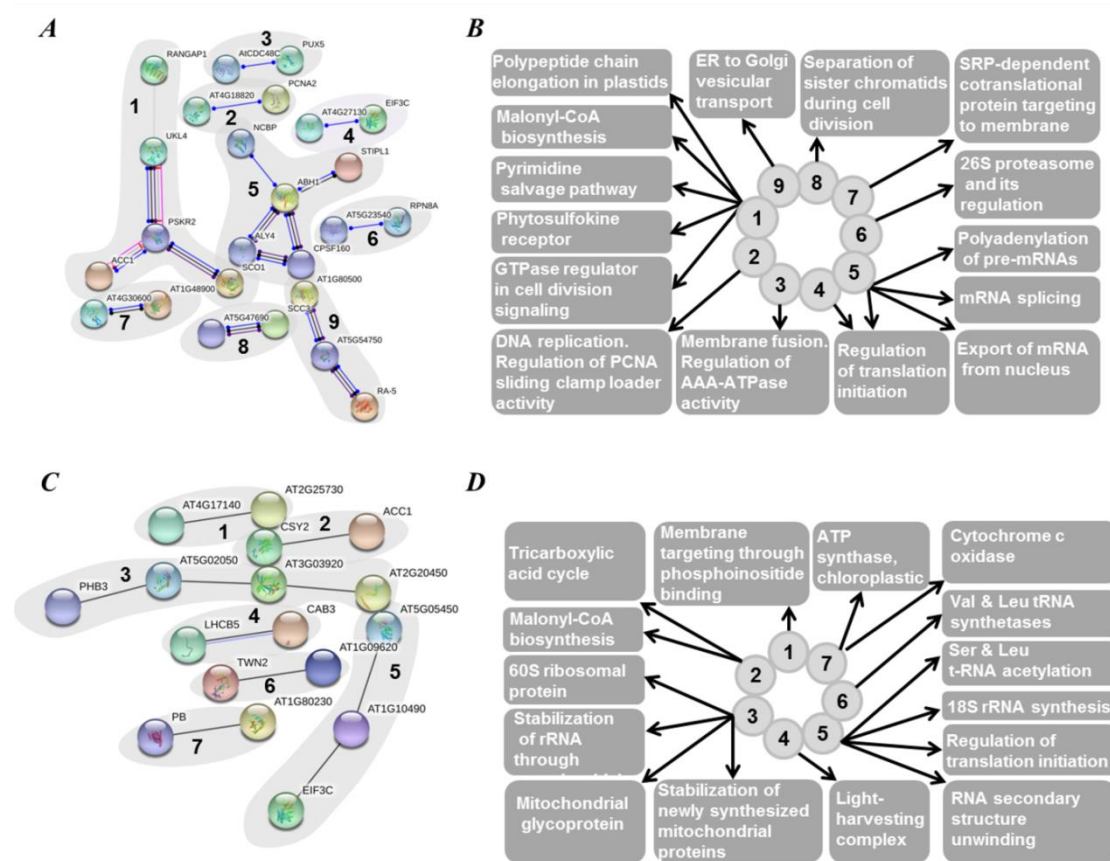 A
RANGAP1
1
UKL4
PSKR2
ACC1
AT1G48900
AT4G30600
7
AtCDC48C
3
PUX5
AT4G18820
PCNA2
2
AT4G27130
EIF3C
4
NCBP
STIPL1
5
ABH1
AT5G23540
RPN8A
6
ALY4
SCO1
CPSF160
AT1G80500
SCC3
AT5G47690
8
9
AT5G54750
RA-5
B
Polypeptide chain
elongation in plastids
Malonyl-CoA
biosynthesis
Pyrimidine
salvage pathway
Phytosulfokine
receptor
GTPase regulator
in cell division
signaling
DNA replication.
Regulation of PCNA
sliding clamp loader
activity
ER to Golgi
vesicular
transport
Separation of
sister chromatids
during cell
division
SRP-dependent
cotranslational
protein targeting
to membrane
26S proteasome
and its
regulation
Polyadenylation
of pre-mRNAs
mRNA splicing
Export of mRNA
from nucleus
Membrane fusion.
Regulation of
AAA-ATPase
activity
Regulation
of translation
initiation
9
8
7
1
6
2
5
3
4
C
AT4G17140
AT2G25730
1
CSY2
2
ACC1
PHB3
3
AT5G02050
AT3G03920
AT2G20450
4
LHCB5
CAB3
AT5G05450
TWN2
6
AT1G09620
5
PB
7
AT1G80230
AT1G10490
EIF3C
D
Tricarboxylic
acid cycle
Malonyl-CoA
biosynthesis
60S ribosomal
protein
Stabilization
of rRNA
through
Mitochondrial
glycoprotein
Membrane
targeting through
phosphoinositide
binding
ATP
synthase,
chloroplastic
Cytochrome c
oxidase
Val & Leu tRNA
synthetases
Ser & Leu
t-RNA acetylation
18S rRNA synthesis
Regulation of
translation initiation
RNA secondary
structure
unwinding
Stabilization of
newly synthesized
mitochondrial
proteins
Light-
harvesting
complex
1
7
2
6
3
5
4